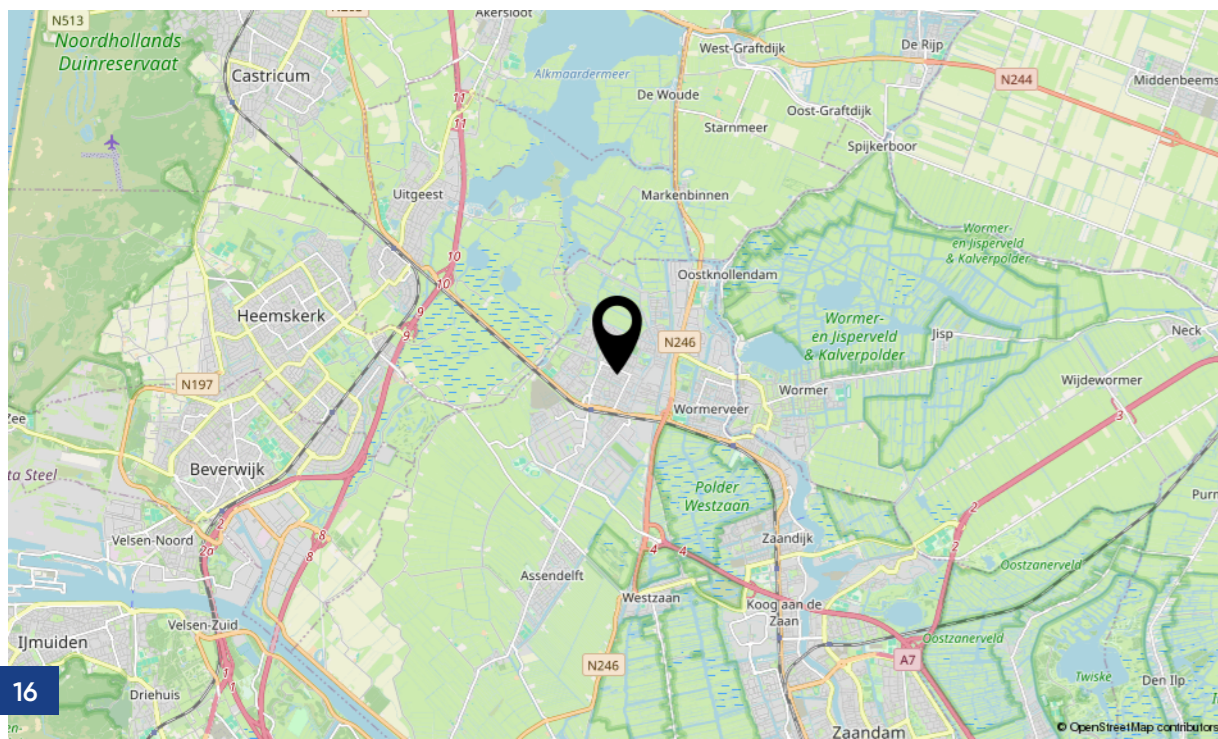 N513
Akersloot
Noordhollands
Duinreservaat
Castricum
Alkmaardermeer
West-Graftdijk
De Rijp
N244
Middenbeems
De Woude
Oost-Graftdijk
11
11
Starnmeer
Spijkerboor
Uitgeest
Markenbinnen
Wormer-
en Jisperveld
& Kalverpolder
10
10
Oostknollendam
9
9
Heemskerk
Wormer-
en Jisperveld
& Kalverpolder
Jisp
Neck
N246
N197
Wormer
Wijdewormer
Zee
Wormerveer
3
Beverwijk
ta Steel
Polder
Westzaan
Purm
2
2
2
2a
8
8
Velsen-Noord
4
4
Zaandijk
Oostzanerveld
Assendelft
Westzaan
Koog aan de
Zaan
IJmuiden
Velsen-Zuid
Oostzanerveld
N246
A7
Twiske
Den Ilp
1
1
16
Driehuis
Zaandam
© OpenStreetMap contributors